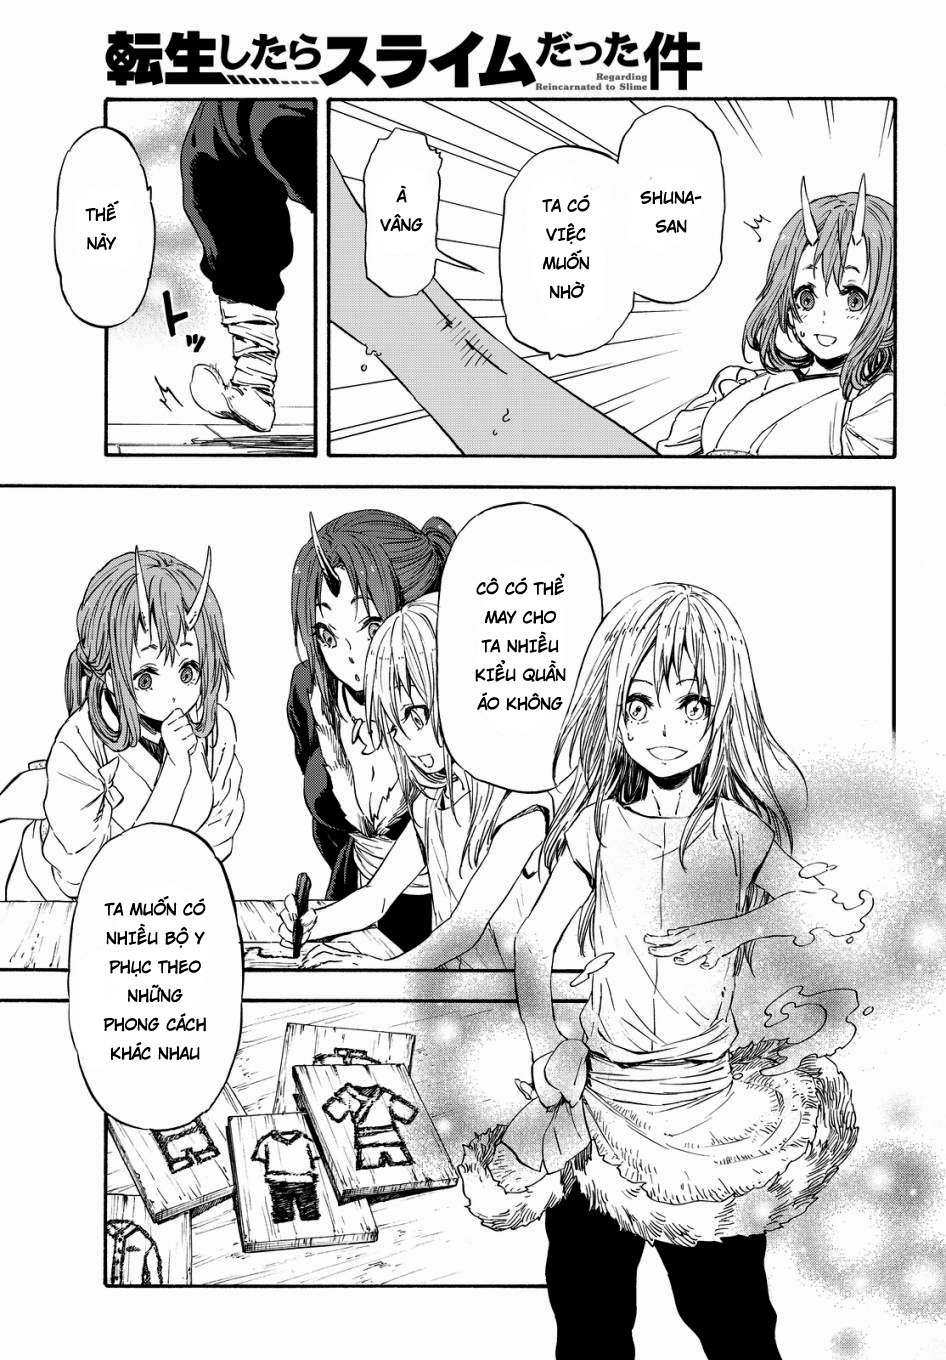 転生したらスライムだった件
Regarding
Reincarnated to Slime
SHUNA-
SAN
TA CÓ
VIỆC
MUỐN
NHỜ
À
VÂNG
THẾ
NÀY
トッ
CÔ CÓ THỂ
MAY CHO
TA NHIỀU
KIỂU QUẦN
ÁO KHÔNG
TA MUỐN CÓ
NHIỀU BỘ Y
PHỤC THEO
NHỮNG
PHONG CÁCH
KHÁC NHAU